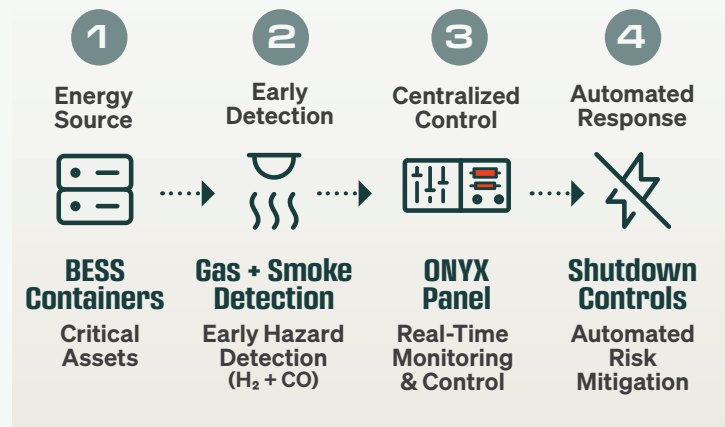 1
Energy
Source
BESS
Containers
Critical
Assets
2
Early
Detection
Gas + Smoke
Detection
Early Hazard
Detection
(H₂ + CO)
3
Centralized
Control
ONYX
Panel
Real-Time
Monitoring
& Control
4
Automated
Response
Shutdown
Controls
Automated
Risk
Mitigation